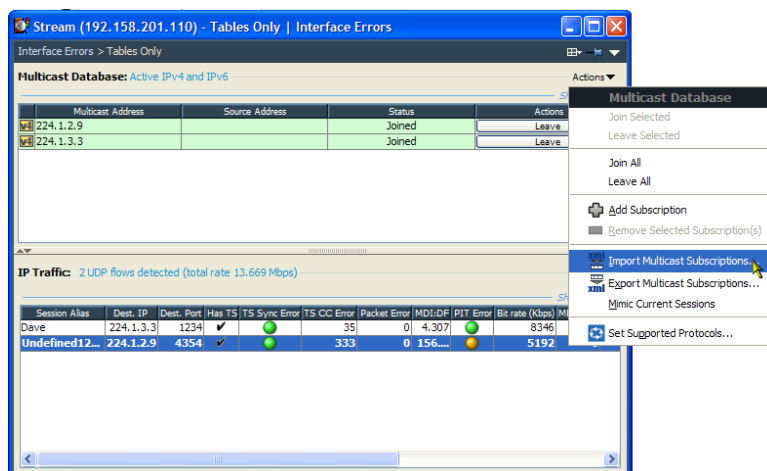 Stream (192.158.201.110) - Tables Only | Interface Errors
Interface Errors > Tables Only
Multicast Database: Active IPv4 and IPv6
Actions
Multicast Address Source Address Status Actions
v4 224.1.2.9 Joined Leave
v4 224.1.3.3 Joined Leave
Multicast Database
Join Selected
Leave Selected
Join All
Leave All
Add Subscription
Remove Selected Subscription(s)
xml Import Multicast Subscriptions...
xml Export Multicast Subscriptions...
Mimic Current Sessions
Set Supported Protocols...
IP Traffic: 2 UDP flows detected (total rate 13.669 Mbps)
Session Alias Dest. IP Dest. Port Has TS TS Sync Error TS CC Error Packet Error MDI:DF PIT Error Bit rate (Kbps)
Dave 224.1.3.3 1234 35 0 4.307 8346
Undefined12... 224.1.2.9 4354 333 0 156.... 5192